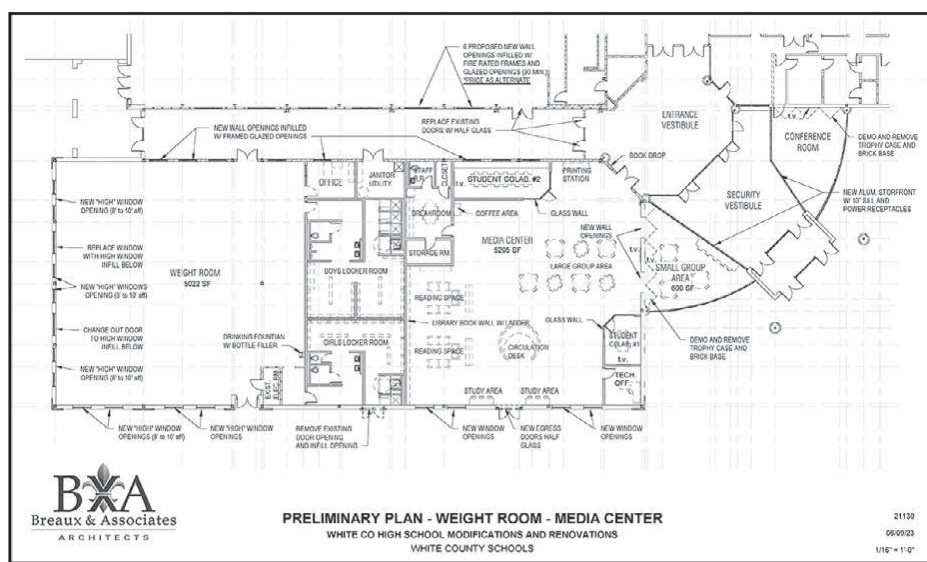 6 PROPOSED NEW WALL
OPENINGS INFILLED W/
FIRE RATED FRAMES AND
GLAZED OPENINGS (90 MIN.
*PRICE AS ALTERNATE
NEW WALL OPENINGS INFILLED
W/ FRAMED GLAZED OPENINGS
REPLACE EXISTING
DOORS W/ HALF GLASS
ENTRANCE
VESTIBULE
t.v.
CONFERENCE
ROOM
DEMO AND REMOVE
TROPHY CASE AND
BRICK BASE
BOOK DROP
OFFICE
JANITOR
UTILITY
STAFF
CLOSET
t.v.
STUDENT COLAB. #2
PRINTING
STATION
SECURITY
VESTIBULE
NEW ALUM. STORFRONT
W/ 10" SILL AND
POWER RECEPTACLES
NEW "HIGH" WINDOW
OPENING (8' to 10' aff)
BREAKROOM
COFFEE AREA
GLASS WALL
NEW WALL
OPENINGS
REPLACE WINDOW
WITH HIGH WINDOW
INFILL BELOW
WEIGHT ROOM
5022 SF
STORAGE RM.
MEDIA CENTER
5205 SF
t.v.
t.v.
SMALL GROUP
AREA
600 SF
LARGE GROUP AREA
BOYS LOCKER ROOM
NEW "HIGH" WINDOWS
OPENING (8' to 10' aff)
READING SPACE
CHANGE OUT DOOR
TO HIGH WINDOW
INFILL BELOW
DRINKING FOUNTIAN
W/ BOTTLE FILLER
GIRLS LOCKER ROOM
LIBRARY BOOK WALL W/ LADDER
GLASS WALL
STUDENT
COLAB. #1
t.v.
DEMO AND REMOVE
TROPHY CASE AND
BRICK BASE
READING SPACE
CIRCULATION
DESK
NEW "HIGH" WINDOW
OPENING (8' to 10' aff)
EXIST.
ELEC. RM
TECH.
OFF.
STUDY AREA
STUDY AREA
NEW "HIGH" WINDOW
OPENINGS (8' to 10' aff)
NEW "HIGH" WINDOW
OPENINGS
REMOVE EXISTING
DOOR OPENING
AND INFILL OPENING
NEW WINDOW
OPENINGS
NEW EGRESS
DOORS HALF
GLASS
NEW WINDOW
OPENINGS
BXA
Breaux & Associates
ARCHITECTS
PRELIMINARY PLAN - WEIGHT ROOM - MEDIA CENTER
WHITE CO HIGH SCHOOL MODIFICATIONS AND RENOVATIONS
WHITE COUNTY SCHOOLS
21130
06/09/23
1/16" = 1'-0"